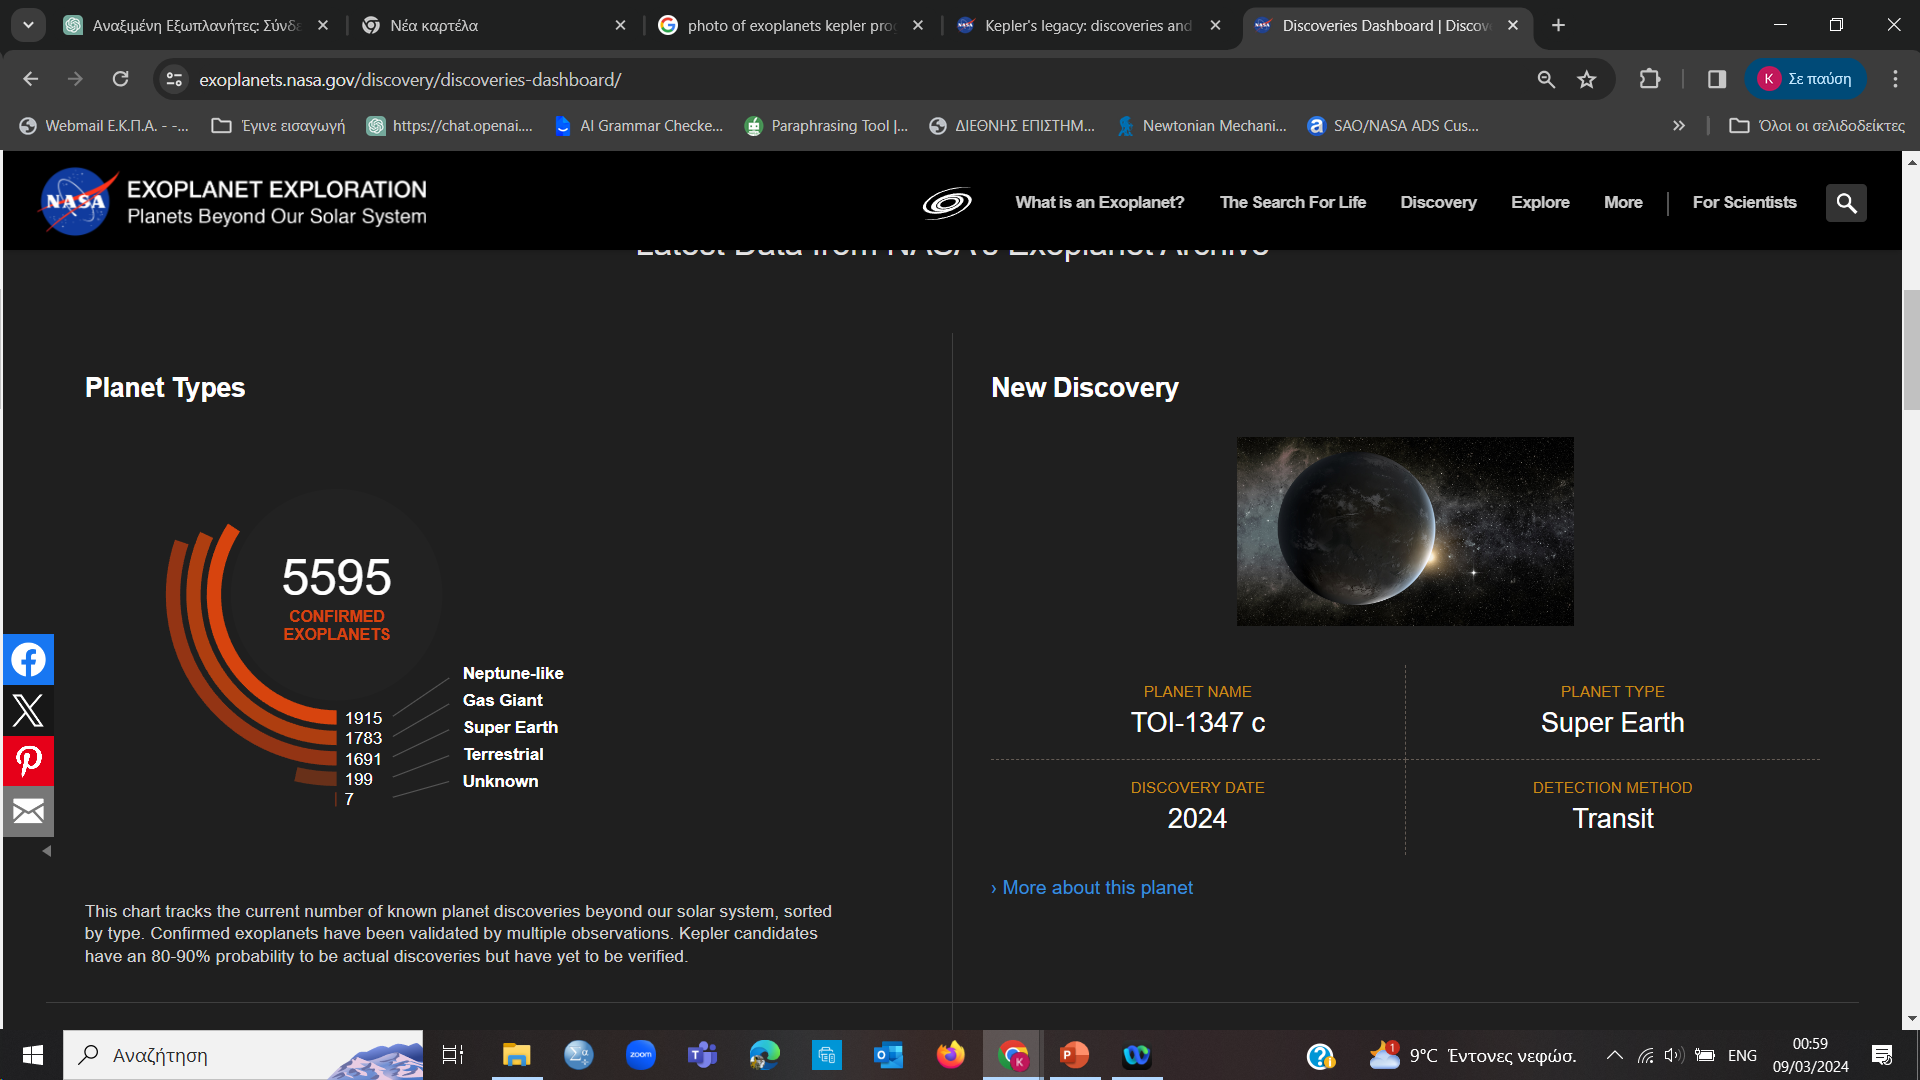 Αναξιμένη Εξωπλανήτες: Σύνδε
Νέα καρτέλα
photo of exoplanets kepler pro
Kepler's legacy: discoveries and
Discoveries Dashboard | Discov
exoplanets.nasa.gov/discovery/discoveries-dashboard/
K Σε παύση
Webmail Ε.Κ.Π.Α. - -...
Έγινε εισαγωγή
https://chat.openai....
AI Grammar Checke...
Paraphrasing Tool |...
ΔΙΕΘΝΗΣ ΕΠΙΣΤΗΜ...
Newtonian Mechani...
SAO/NASA ADS Cus...
Όλοι οι σελιδοδείκτες
NASA
EXOPLANET EXPLORATION
Planets Beyond Our Solar System
What is an Exoplanet?
The Search For Life
Discovery
Explore
More
For Scientists
Latest Data from NASA's Exoplanet Archive
Planet Types
5595
CONFIRMED
EXOPLANETS
1915 Neptune-like
1783 Gas Giant
1691 Super Earth
199 Terrestrial
7 Unknown
This chart tracks the current number of known planet discoveries beyond our solar system, sorted
by type. Confirmed exoplanets have been validated by multiple observations. Kepler candidates
have an 80-90% probability to be actual discoveries but have yet to be verified.
New Discovery
PLANET NAME
TOI-1347 c
PLANET TYPE
Super Earth
DISCOVERY DATE
2024
DETECTION METHOD
Transit
› More about this planet
Αναζήτηση
zoom
1
9°C Έντονες νεφώσ.
ENG
00:59
09/03/2024